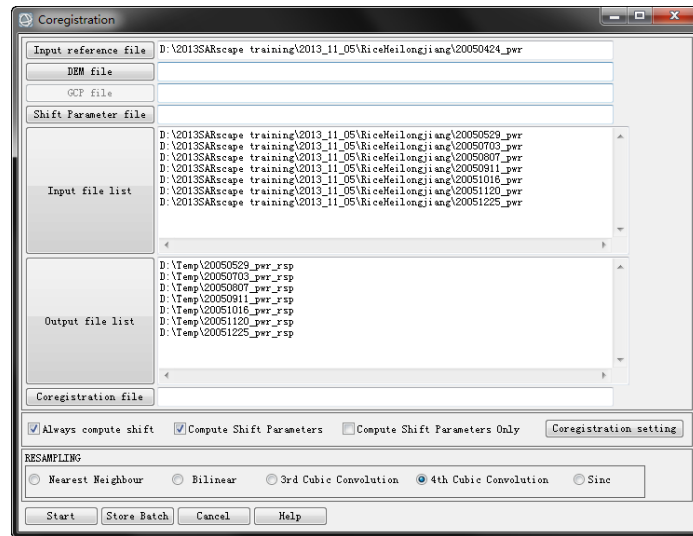 Coregistration
Input reference file D:\2013SARscape training\2013_11_05\RiceHeilongjiang\20050424_pwr
DEM file
GCP file
Shift Parameter file
Input file list
D:\2013SARscape training\2013_11_05\RiceHeilongjiang\20050529_pwr
D:\2013SARscape training\2013_11_05\RiceHeilongjiang\20050703_pwr
D:\2013SARscape training\2013_11_05\RiceHeilongjiang\20050807_pwr
D:\2013SARscape training\2013_11_05\RiceHeilongjiang\20050911_pwr
D:\2013SARscape training\2013_11_05\RiceHeilongjiang\20051016_pwr
D:\2013SARscape training\2013_11_05\RiceHeilongjiang\20051120_pwr
D:\2013SARscape training\2013_11_05\RiceHeilongjiang\20051225_pwr
Output file list
D:\Temp\20050529_pwr_rsp
D:\Temp\20050703_pwr_rsp
D:\Temp\20050807_pwr_rsp
D:\Temp\20050911_pwr_rsp
D:\Temp\20051016_pwr_rsp
D:\Temp\20051120_pwr_rsp
D:\Temp\20051225_pwr_rsp
Coregistration file
Always compute shift Compute Shift Parameters Compute Shift Parameters Only Coregistration setting
RESAMPLING
Nearest Neighbour Bilinear 3rd Cubic Convolution 4th Cubic Convolution Sinc
Start Store Batch Cancel Help